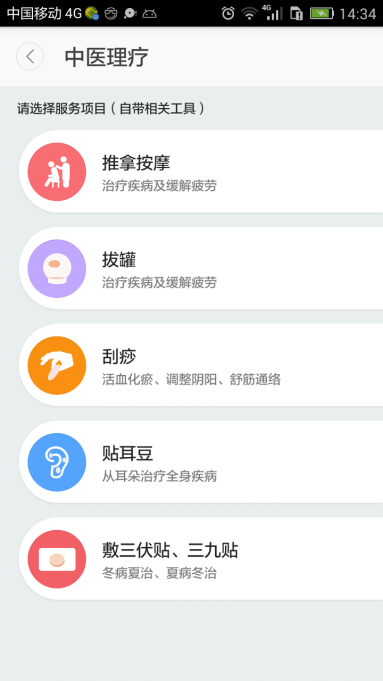 中国移动 4G 4G 14:34
中医理疗
请选择服务项目（自带相关工具）
推拿按摩
治疗疾病及缓解疲劳
拔罐
治疗疾病及缓解疲劳
刮痧
活血化瘀、调整阴阳、舒筋通络
贴耳豆
从耳朵治疗全身疾病
敷三伏贴、三九贴
冬病夏治、夏病冬治